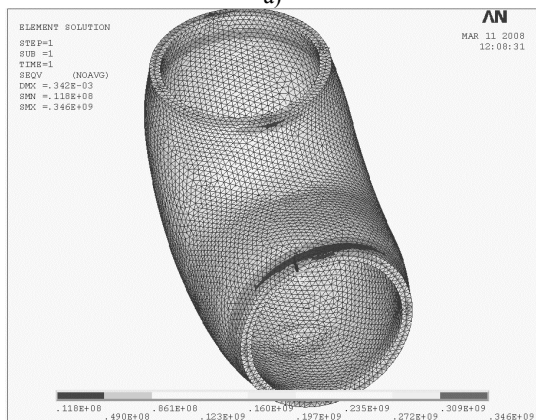 a)
ELEMENT SOLUTION
STEP=1
SUB =1
TIME=1
SEQV (NOAVG)
DMX =.342E-03
SMN =.118E+08
SMX =.346E+09
AN
MAR 11 2008
12:08:31
.118E+08 .861E+08 .160E+09 .235E+09 .309E+09
.490E+08 .123E+09 .197E+09 .272E+09 .346E+09